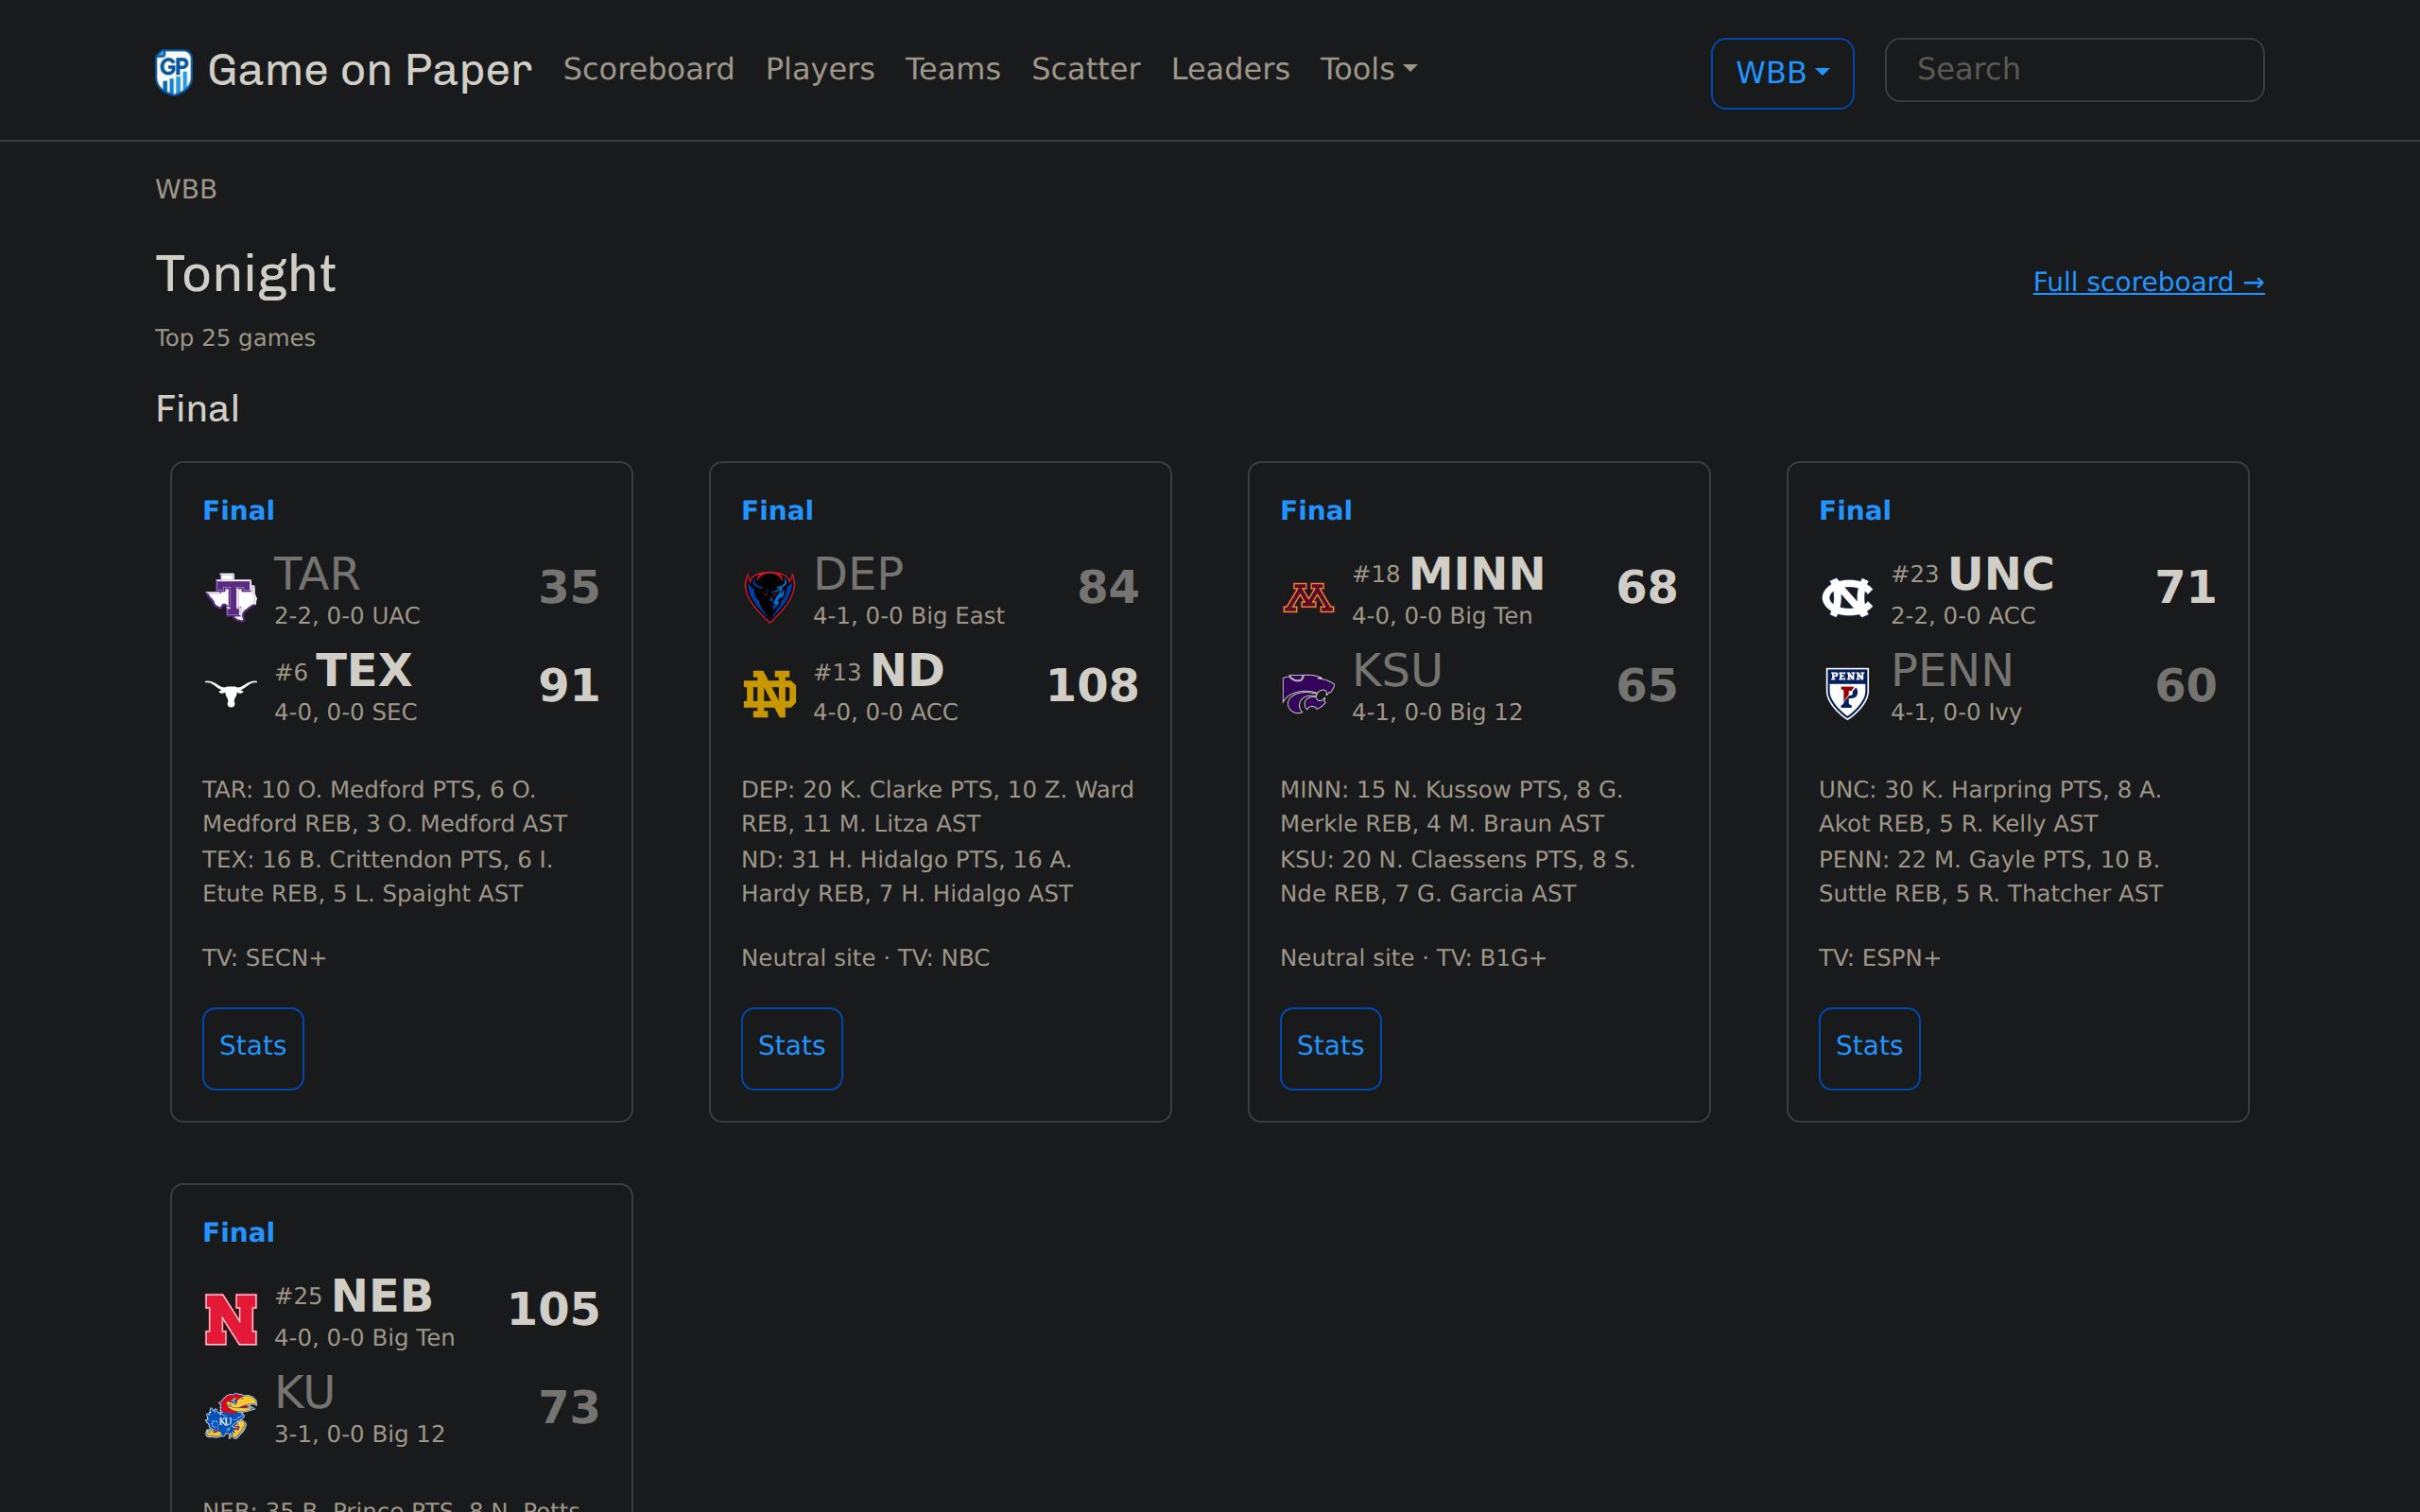 Game on Paper Scoreboard Players Teams Scatter Leaders Tools WBB Search
WBB
Tonight
Full scoreboard →
Top 25 games
Final
Final
TAR 35
2-2, 0-0 UAC
#6 TEX 91
4-0, 0-0 SEC
TAR: 10 O. Medford PTS, 6 O.
Medford REB, 3 O. Medford AST
TEX: 16 B. Crittendon PTS, 6 I.
Etute REB, 5 L. Spaight AST
TV: SECN+
Stats
Final
DEP 84
4-1, 0-0 Big East
#13 ND 108
4-0, 0-0 ACC
DEP: 20 K. Clarke PTS, 10 Z. Ward
REB, 11 M. Litza AST
ND: 31 H. Hidalgo PTS, 16 A.
Hardy REB, 7 H. Hidalgo AST
Neutral site · TV: NBC
Stats
Final
#18 MINN 68
4-0, 0-0 Big Ten
KSU 65
4-1, 0-0 Big 12
MINN: 15 N. Kussow PTS, 8 G.
Merkle REB, 4 M. Braun AST
KSU: 20 N. Claessens PTS, 8 S.
Nde REB, 7 G. Garcia AST
Neutral site · TV: B1G+
Stats
Final
#23 UNC 71
2-2, 0-0 ACC
PENN 60
4-1, 0-0 Ivy
UNC: 30 K. Harpring PTS, 8 A.
Akot REB, 5 R. Kelly AST
PENN: 22 M. Gayle PTS, 10 B.
Suttle REB, 5 R. Thatcher AST
TV: ESPN+
Stats
Final
#25 NEB 105
4-0, 0-0 Big Ten
KU 73
3-1, 0-0 Big 12
NEB: 35 B. Prince PTS, 8 N. Potts